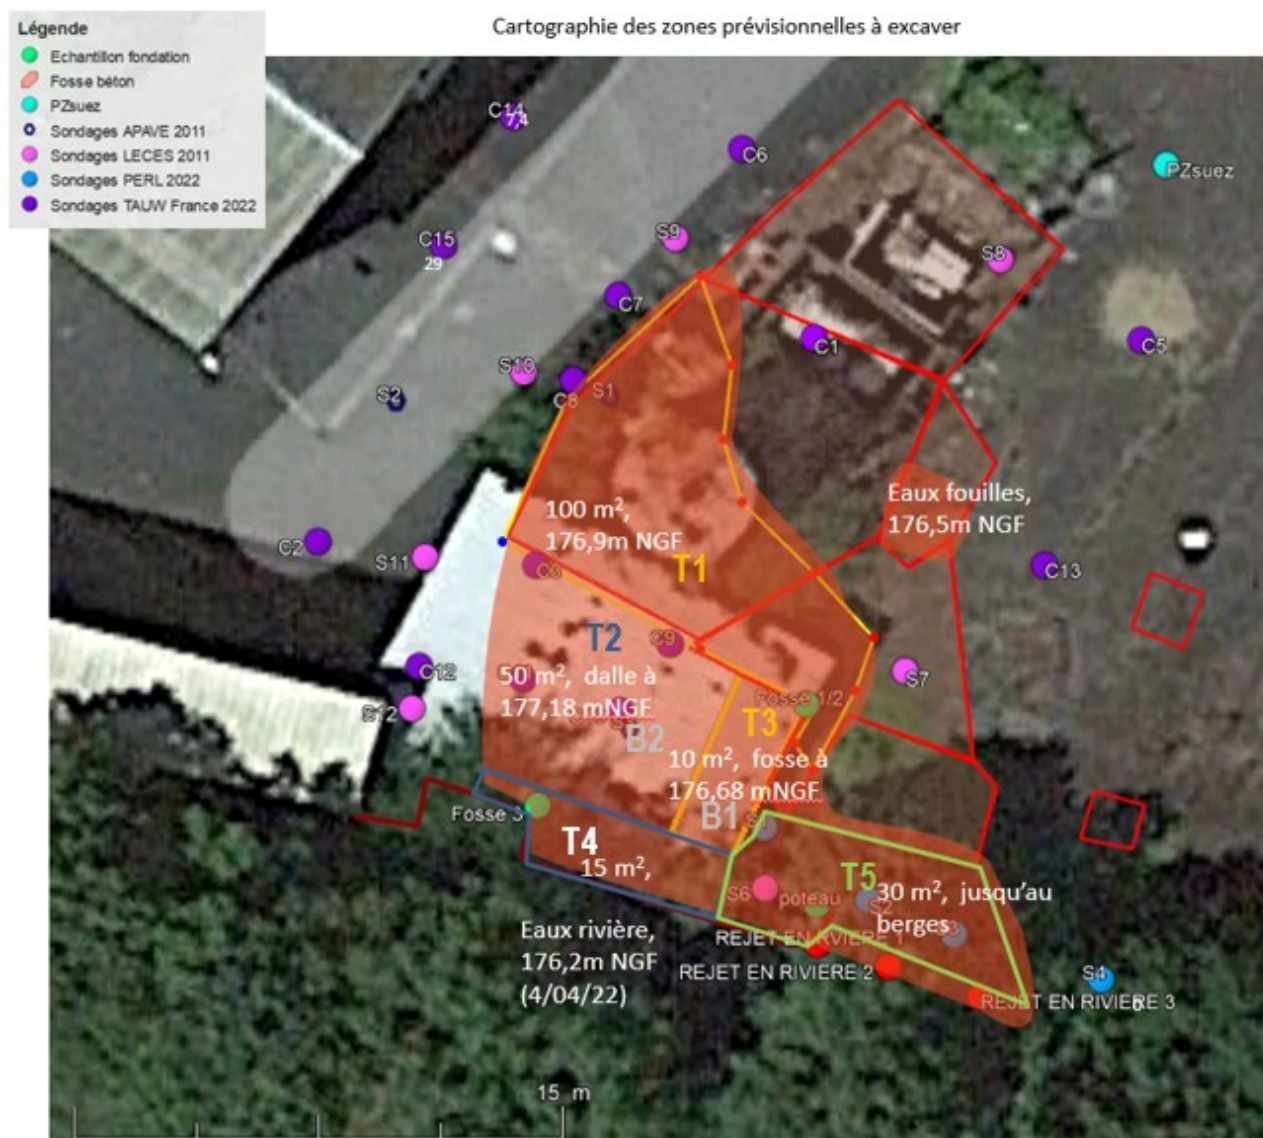 Cartographie des zones prévisionnelles à excaver
Légende
Echantillon fondation
Fosse béton
PZsuez
Sondages APAVE 2011
Sondages LECES 2011
Sondages PERL 2022
Sondages TAUW France 2022
C14
7,4
C6
PZsuez
C15
29
S9
S8
C7
C1
C5
S10
C8
S1
S2
100 m², 
176,9m NGF
Eaux fouilles,
176,5m NGF
C2
S11
T1
C13
C9
T2
C12
50 m², dalle à
177,18 mNGF
S7
Fosse 1/2
S12
T3
B2
10 m², fosse à
176,68 mNGF
Fosse 3
B1
T4
15 m²,
T5
S6
poteau
S2
30 m², jusqu'au
berges
REJET EN RIVIERE 1
Eaux rivière,
176,2m NGF
(4/04/22)
REJET EN RIVIERE 2
S4
REJET EN RIVIERE 3
15 m